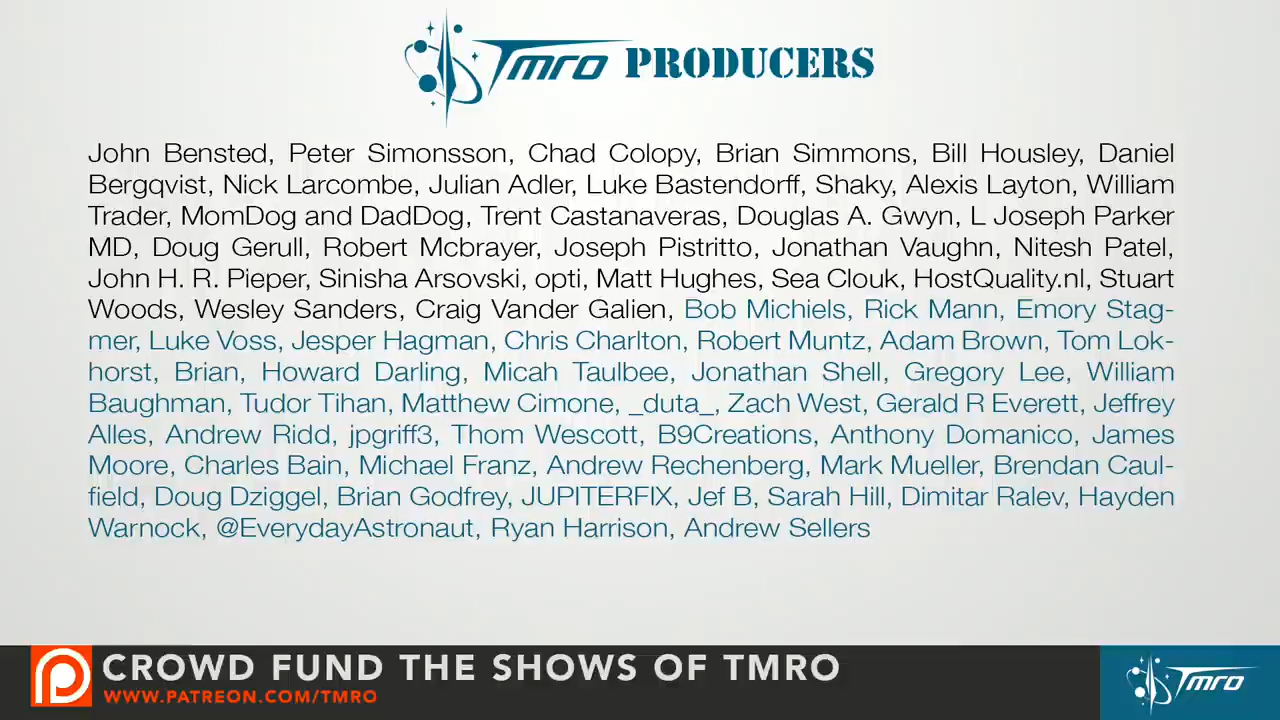 TMRO PRODUCERS
John Bensted, Peter Simonsson, Chad Colopy, Brian Simmons, Bill Housley, Daniel
Bergqvist, Nick Larcombe, Julian Adler, Luke Bastendorff, Shaky, Alexis Layton, William
Trader, MomDog and DadDog, Trent Castanaveras, Douglas A. Gwyn, L Joseph Parker
MD, Doug Gerull, Robert Mcbrayer, Joseph Pistritto, Jonathan Vaughn, Nitesh Patel,
John H. R. Pieper, Sinisha Arsovski, opti, Matt Hughes, Sea Clouk, HostQuality.nl, Stuart
Woods, Wesley Sanders, Craig Vander Galien, Bob Michiels, Rick Mann, Emory Stag-
mer, Luke Voss, Jesper Hagman, Chris Charlton, Robert Muntz, Adam Brown, Tom Lok-
horst, Brian, Howard Darling, Micah Taulbee, Jonathan Shell, Gregory Lee, William
Baughman, Tudor Tihan, Matthew Cimone, _duta_, Zach West, Gerald R Everett, Jeffrey
Alles, Andrew Ridd, jpgriff3, Thom Wescott, B9Creations, Anthony Domanico, James
Moore, Charles Bain, Michael Franz, Andrew Rechenberg, Mark Mueller, Brendan Caul-
field, Doug Dziggel, Brian Godfrey, JUPITERFIX, Jef B, Sarah Hill, Dimitar Ralev, Hayden
Warnock, @EverydayAstronaut, Ryan Harrison, Andrew Sellers
CROWD FUND THE SHOWS OF TMRO
WWW.PATREON.COM/TMRO
TMRO